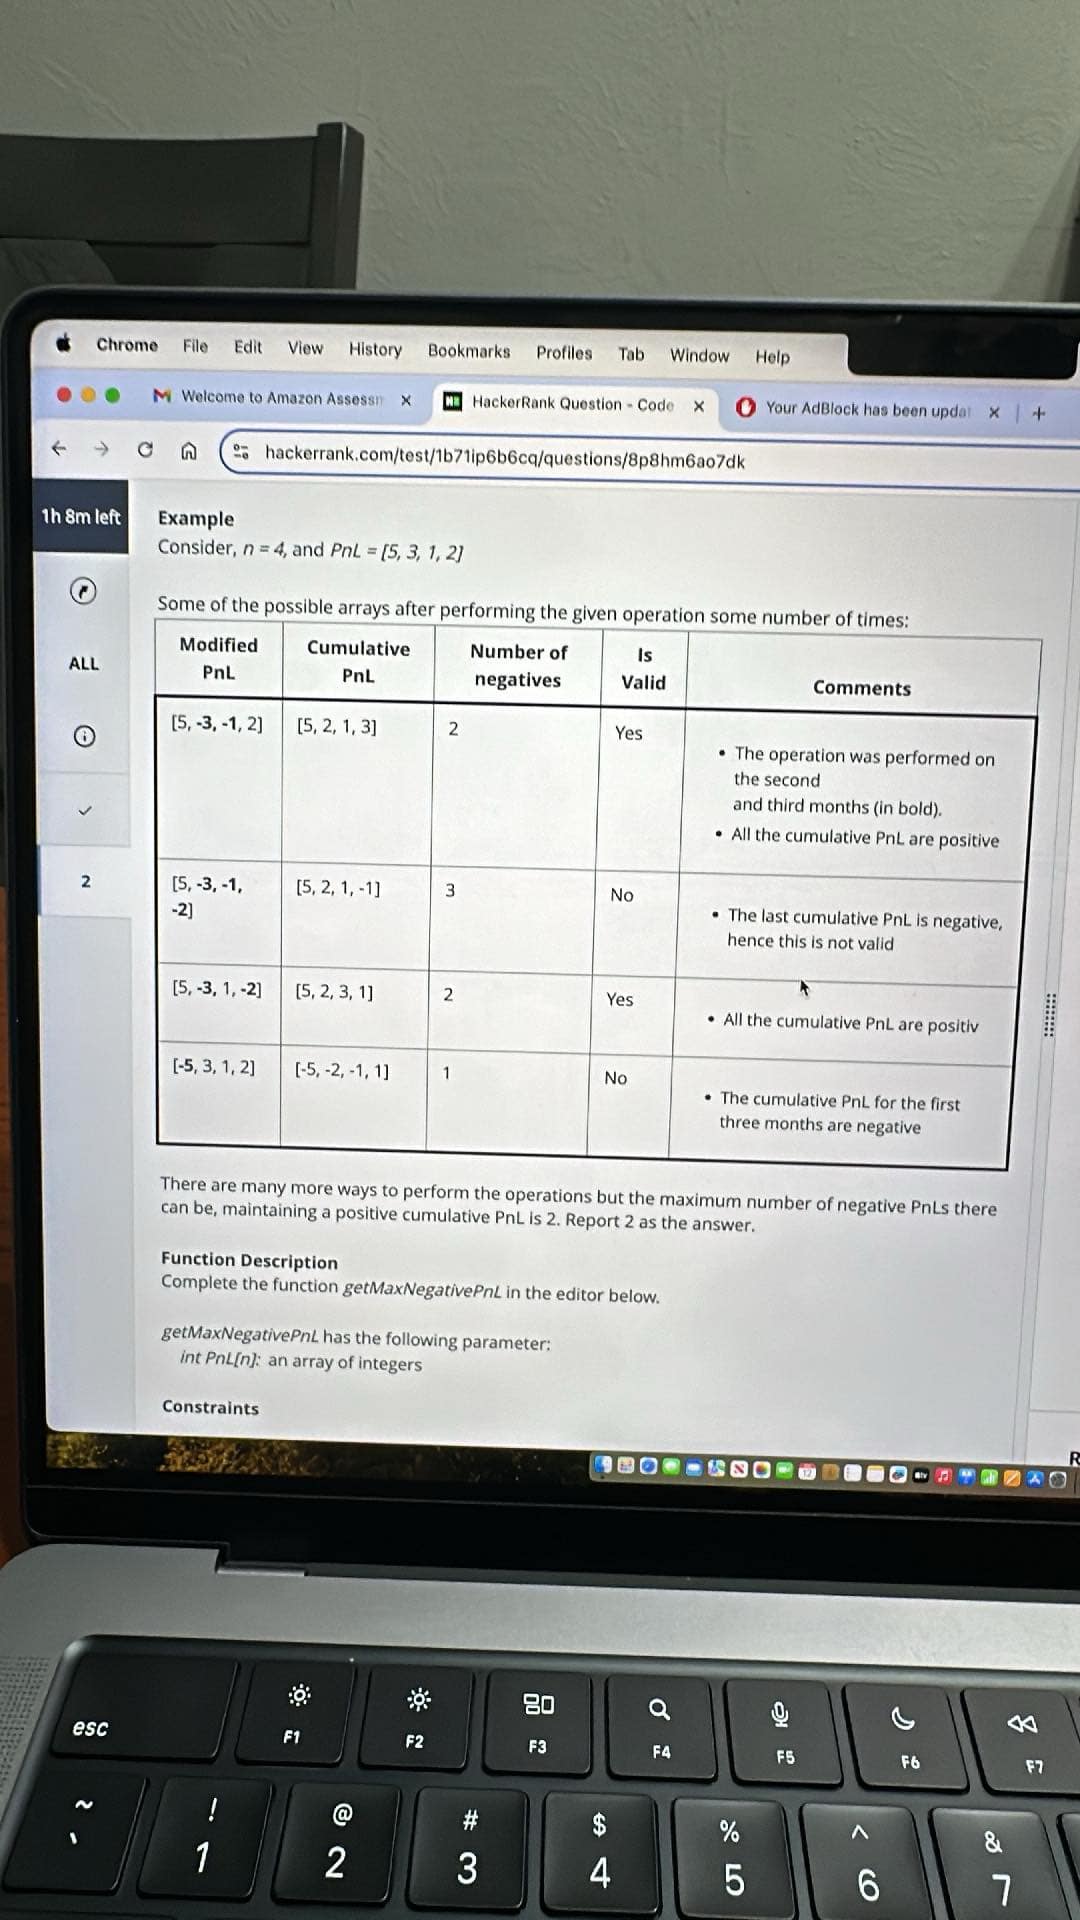 Chrome File Edit View History Bookmarks Profiles Tab Window Help
Welcome to Amazon Assessm
HackerRank Question - Code
Your AdBlock has been updat
hackerrank.com/test/1b71ip6b6cq/questions/8p8hm6ao7dk
1h 8m left
ALL
2
Example
Consider, n = 4, and PnL = [5, 3, 1, 2]
Some of the possible arrays after performing the given operation some number of times:
Modified PnL Cumulative PnL Number of negatives Is Valid Comments
[5, -3, -1, 2] [5, 2, 1, 3] 2 Yes
• The operation was performed on
the second
and third months (in bold).
• All the cumulative PnL are positive
[5, -3, -1, -2] [5, 2, 1, -1] 3 No
• The last cumulative PnL is negative,
hence this is not valid
[5, -3, 1, -2] [5, 2, 3, 1] 2 Yes
• All the cumulative PnL are positiv
[-5, 3, 1, 2] [-5, -2, -1, 1] 1 No
• The cumulative PnL for the first
three months are negative
There are many more ways to perform the operations but the maximum number of negative PnLs there
can be, maintaining a positive cumulative PnL is 2. Report 2 as the answer.
Function Description
Complete the function getMaxNegativePnL in the editor below.
getMaxNegativePnL has the following parameter:
int PnL[n]: an array of integers
Constraints
R
esc F1 F2 F3 F4 F5 F6 F7
~ ! @ # $ % ^ &
` 1 2 3 4 5 6 7